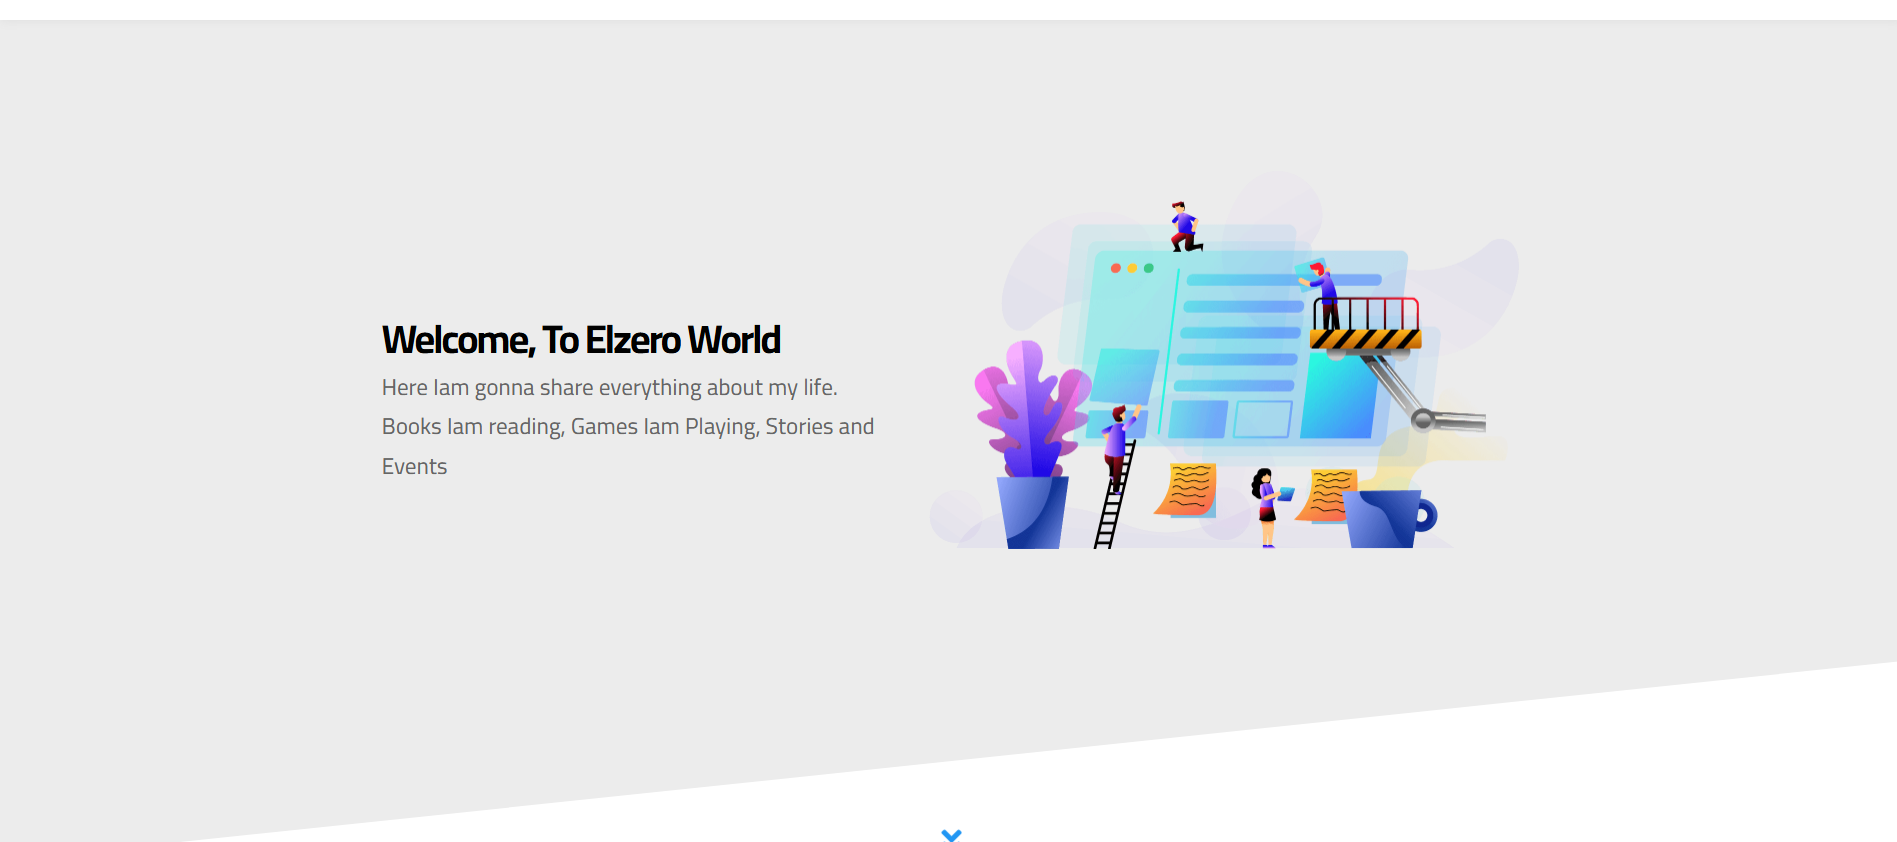 Welcome, To Elzero World
Here Iam gonna share everything about my life.
Books Iam reading, Games Iam Playing, Stories and
Events